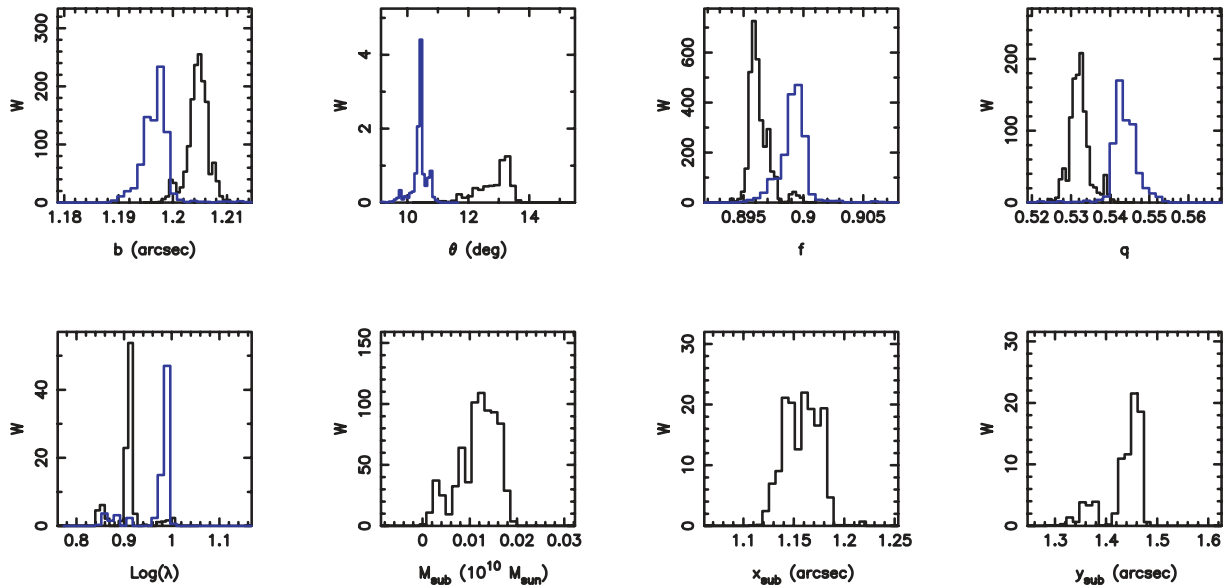 W 0 100 200 300
1.18 1.19 1.2 1.21
b (arcsec)
W 0 2 4
10 12 14
θ (deg)
W 0 200 400 600
0.895 0.9 0.905
f
W 0 100 200
0.52 0.53 0.54 0.55 0.56
q
W 0 20 40
0.8 0.9 1 1.1
Log(λ)
W 0 50 100 150
0 0.01 0.02 0.03
M_sub (10^10 M_sun)
W 0 10 20 30
1.1 1.15 1.2 1.25
x_sub (arcsec)
W 0 10 20 30
1.3 1.4 1.5 1.6
y_sub (arcsec)